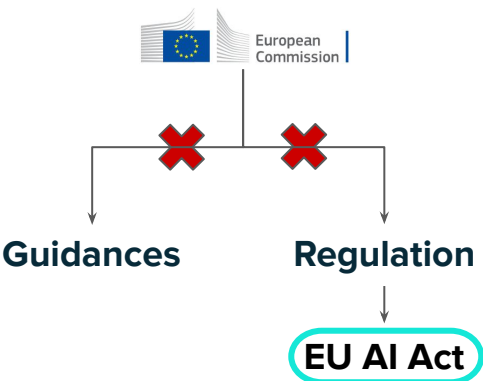 European
Commission
Guidances
Regulation
EU AI Act